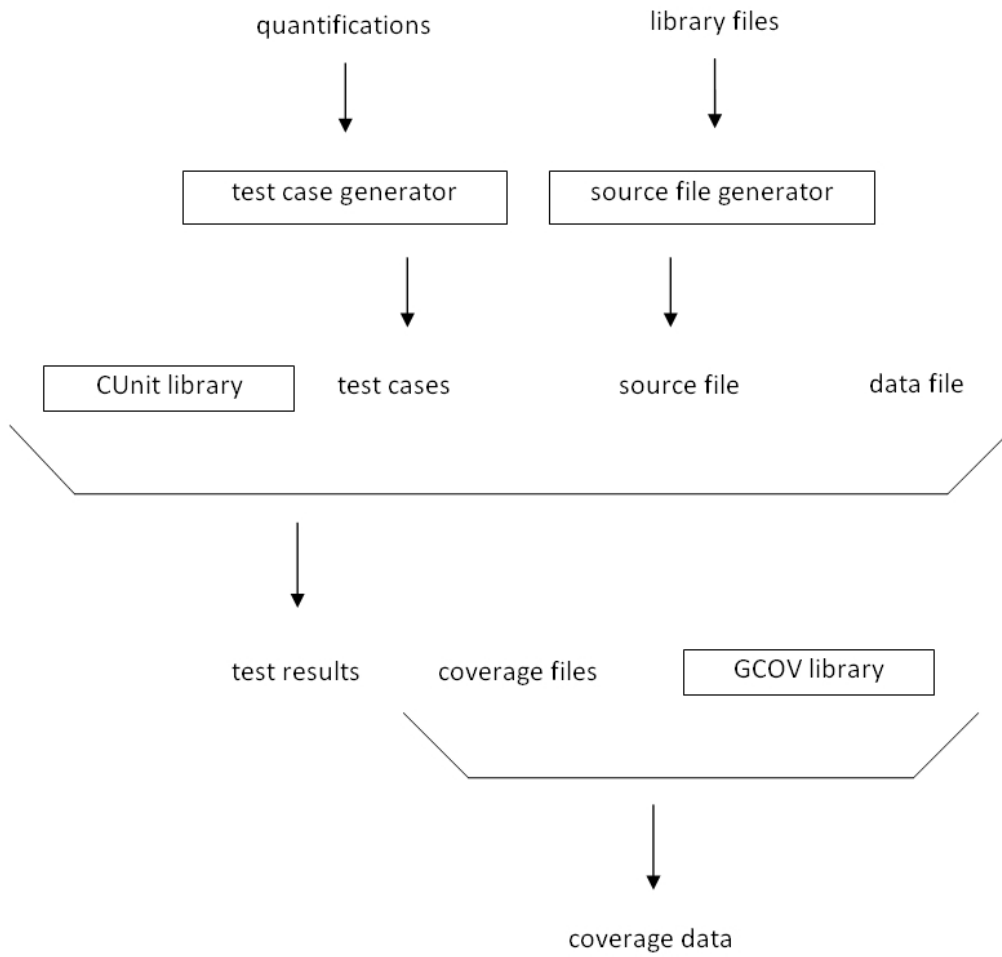 quantifications
library files
test case generator
source file generator
CUnit library
test cases
source file
data file
test results
coverage files
GCOV library
coverage data